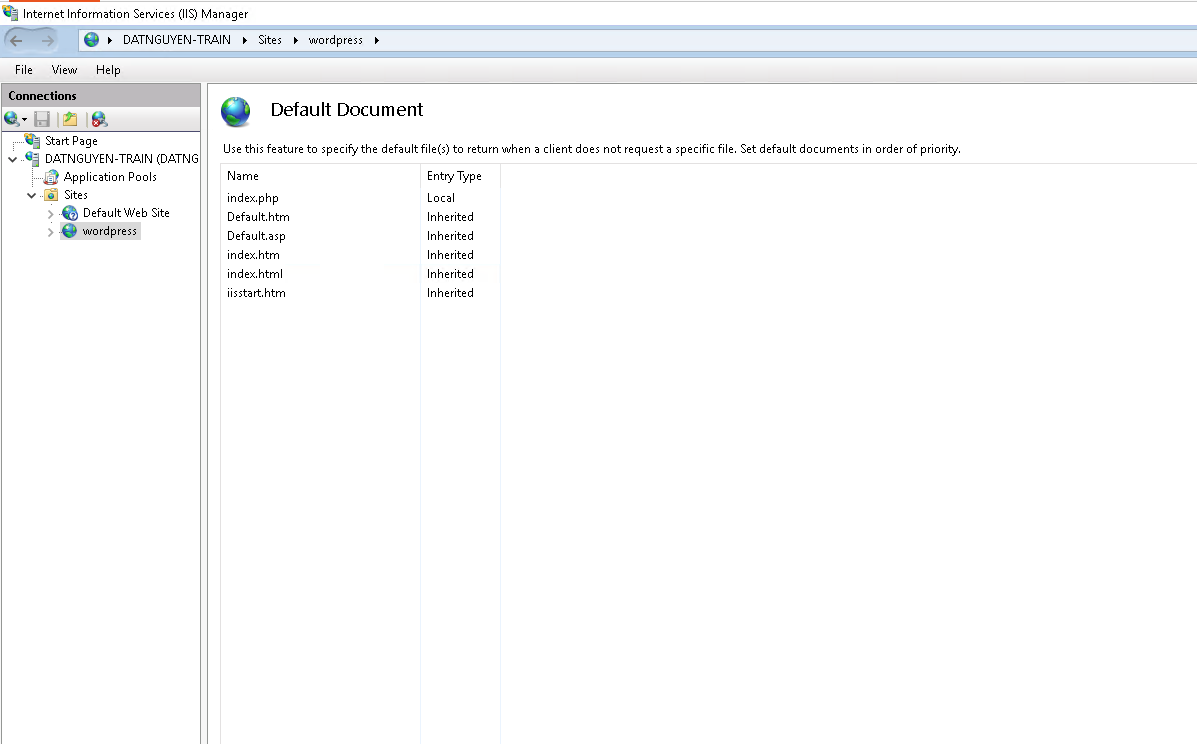 Internet Information Services (IIS) Manager
DATNGUYEN-TRAIN Sites wordpress
File View Help
Connections
Start Page
DATNGUYEN-TRAIN (DATNG
Application Pools
Sites
Default Web Site
wordpress
Default Document
Use this feature to specify the default file(s) to return when a client does not request a specific file. Set default documents in order of priority.
Name Entry Type
index.php Local
Default.htm Inherited
Default.asp Inherited
index.htm Inherited
index.html Inherited
iisstart.htm Inherited